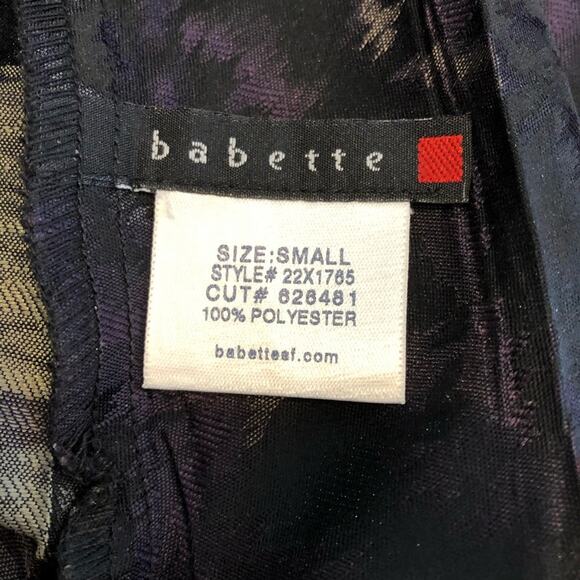 babette
SIZE:SMALL
STYLE# 22X1765
CUT# 626481
100% POLYESTER
babettesf.com